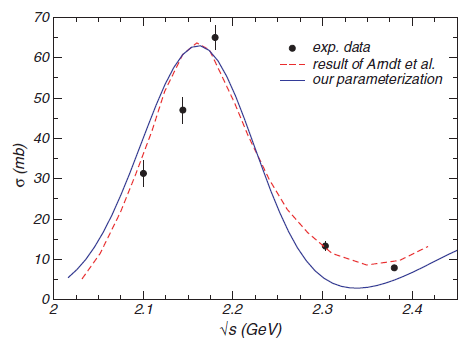 70
60
50
40
30
20
10
0
σ (mb)
exp. data
result of Arndt et al.
our parameterization
2
2.1
2.2
2.3
2.4
√s (GeV)